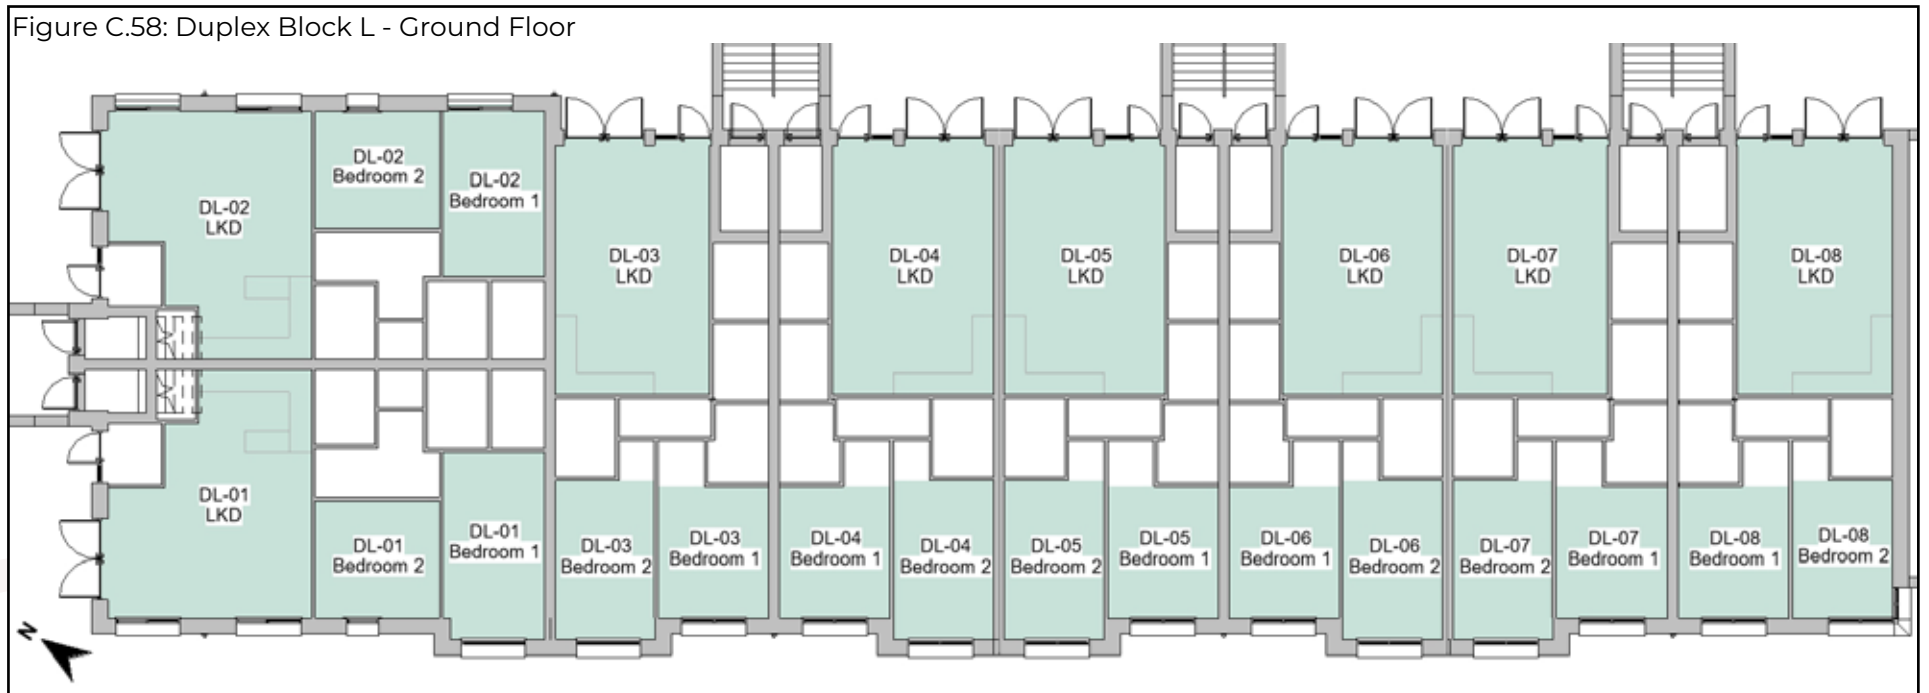 Figure C.58: Duplex Block L - Ground Floor
DL-02
LKD
DL-02
Bedroom 2
DL-02
Bedroom 1
DL-03
LKD
DL-04
LKD
DL-05
LKD
DL-06
LKD
DL-07
LKD
DL-08
LKD
DL-01
LKD
DL-01
Bedroom 2
DL-01
Bedroom 1
DL-03
Bedroom 2
DL-03
Bedroom 1
DL-04
Bedroom 1
DL-04
Bedroom 2
DL-05
Bedroom 2
DL-05
Bedroom 1
DL-06
Bedroom 1
DL-06
Bedroom 2
DL-07
Bedroom 2
DL-07
Bedroom 1
DL-08
Bedroom 1
DL-08
Bedroom 2
N